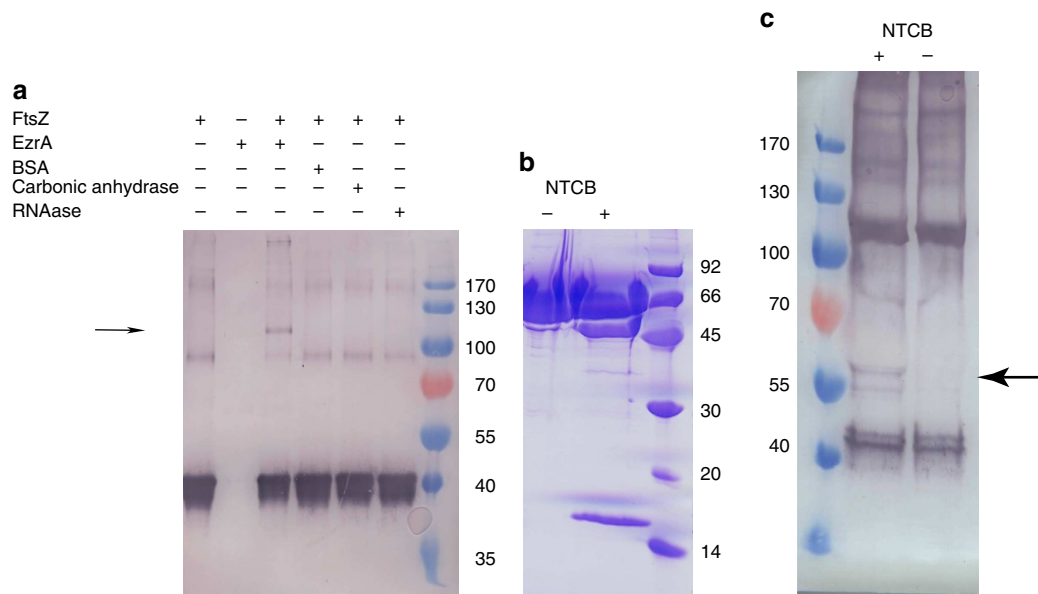 a
FtsZ + – + + + +
EzrA – + + – – –
BSA – – – + – –
Carbonic anhydrase – – – – + –
RNAase – – – – – +
170
130
100
70
55
40
35
b
NTCB
– +
92
66
45
30
20
14
c
NTCB
+ –
170
130
100
70
55
40